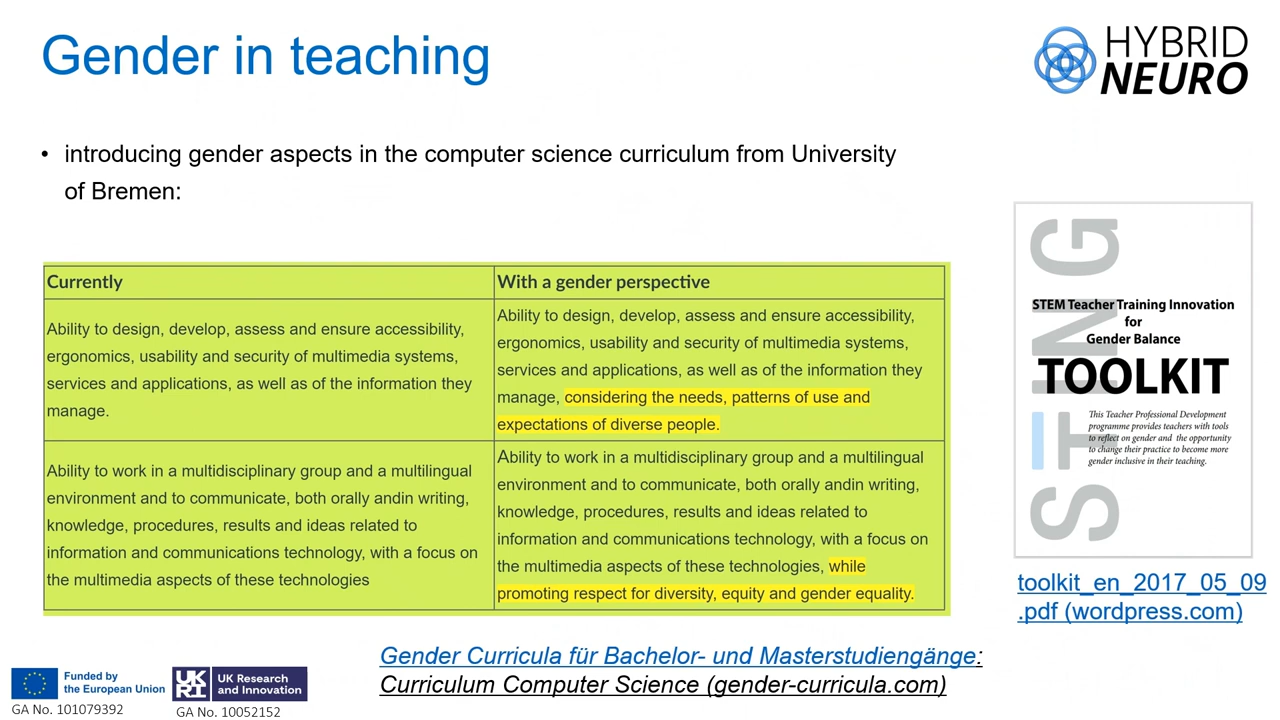 Gender in teaching
HYBRID
NEURO
• introducing gender aspects in the computer science curriculum from University
of Bremen:
Currently
With a gender perspective
Ability to design, develop, assess and ensure accessibility,
ergonomics, usability and security of multimedia systems,
services and applications, as well as of the information they
manage.
Ability to design, develop, assess and ensure accessibility,
ergonomics, usability and security of multimedia systems,
services and applications, as well as of the information they
manage, considering the needs, patterns of use and
expectations of diverse people.
Ability to work in a multidisciplinary group and a multilingual
environment and to communicate, both orally andin writing,
knowledge, procedures, results and ideas related to
information and communications technology, with a focus on
the multimedia aspects of these technologies
Ability to work in a multidisciplinary group and a multilingual
environment and to communicate, both orally andin writing,
knowledge, procedures, results and ideas related to
information and communications technology, with a focus on
the multimedia aspects of these technologies, while
promoting respect for diversity, equity and gender equality.
STING
STEM Teacher Training Innovation
for
Gender Balance
TOOLKIT
This Teacher Professional Development
programme provides teachers with tools
to reflect on gender and the opportunity
to change their practice to become more
gender inclusive in their teaching.
toolkit_en_2017_05_09
.pdf (wordpress.com)
Gender Curricula für Bachelor- und Masterstudiengänge:
Curriculum Computer Science (gender-curricula.com)
Funded by
the European Union
GA No. 101079392
UK
RI
UK Research
and Innovation
GA No. 10052152